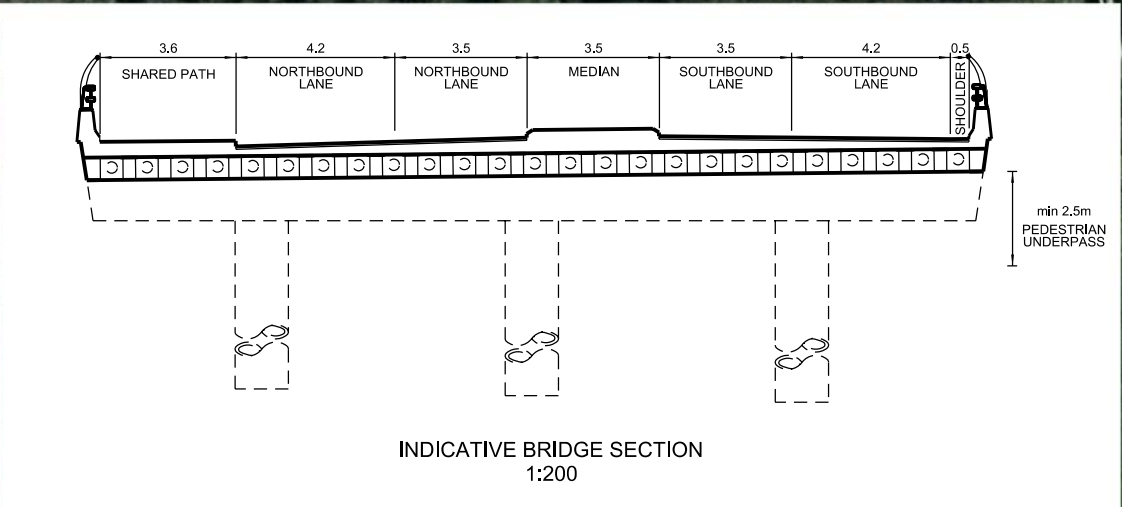 3.6 4.2 3.5 3.5 3.5 4.2 0.5
SHARED PATH
NORTHBOUND
LANE
NORTHBOUND
LANE
MEDIAN
SOUTHBOUND
LANE
SOUTHBOUND
LANE
SHOULDER
min 2.5m
PEDESTRIAN
UNDERPASS
INDICATIVE BRIDGE SECTION
1:200